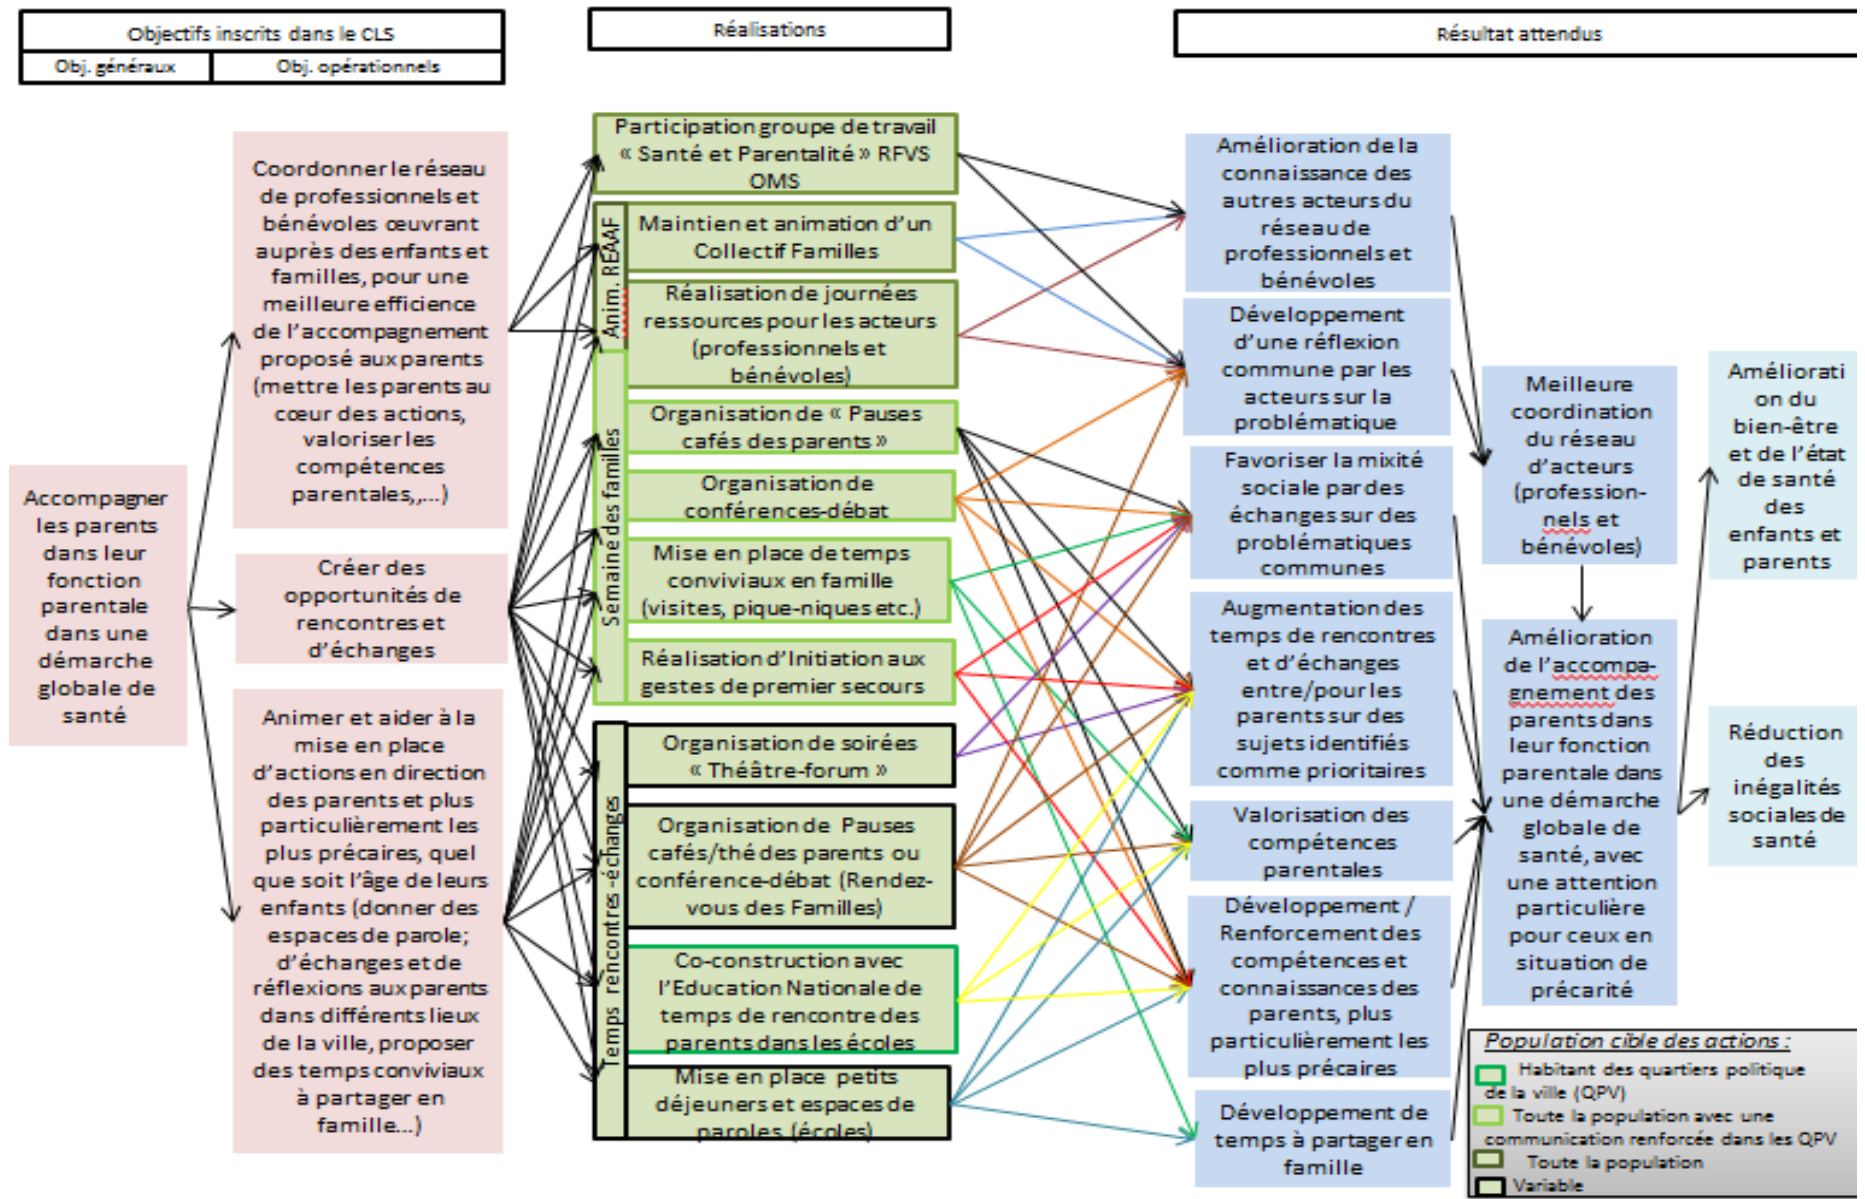 Objectifs inscrits dans le CLS
Obj. généraux
Obj. opérationnels
Réalisations
Résultat attendus
Accompagner
les parents
dans leur
fonction
parentale
dans une
démarche
globale de
santé
Coordonner le réseau
de professionnels et
bénévoles œuvrant
auprès des enfants et
familles, pour une
meilleure efficience
de l'accompagnement
proposé aux parents
(mettre les parents au
cœur des actions,
valoriser les
compétences
parentales,,...)
Créer des
opportunités de
rencontres et
d'échanges
Animer et aider à la
mise en place
d'actions en direction
des parents et plus
particulièrement les
plus précaires, quel
que soit l'âge de leurs
enfants (donner des
espaces de parole;
d'échanges et de
réflexions aux parents
dans différents lieux
de la ville, proposer
des temps conviviaux
à partager en
famille...)
Participation groupe de travail
« Santé et Parentalité » RFVS
OMS
Anim. REAAF
Maintien et animation d'un
Collectif Familles
Réalisation de journées
ressources pour les acteurs
(professionnels et
bénévoles)
Semaine des familles
Organisation de « Pauses
cafés des parents »
Organisation de
conférences-débat
Mise en place de temps
conviviaux en famille
(visites, pique-niques etc.)
Réalisation d'Initiation aux
gestes de premier secours
Temps rencontres-échanges
Organisation de soirées
« Théâtre-forum »
Organisation de Pauses
cafés/thé des parents ou
conférence-débat (Rendez-
vous des Familles)
Co-construction avec
l'Education Nationale de
temps de rencontre des
parents dans les écoles
Mise en place petits
déjeuners et espaces de
paroles (écoles)
Amélioration de la
connaissance des
autres acteurs du
réseau de
professionnels et
bénévoles
Développement
d'une réflexion
commune par les
acteurs sur la
problématique
Favoriser la mixité
sociale par des
échanges sur des
problématiques
communes
Augmentation des
temps de rencontres
et d'échanges
entre/pour les
parents sur des
sujets identifiés
comme prioritaires
Valorisation des
compétences
parentales
Développement /
Renforcement des
compétences et
connaissances des
parents, plus
particulièrement les
plus précaires
Développement de
temps à partager en
famille
Meilleure
coordination
du réseau
d'acteurs
(profession-
nels et
bénévoles)
Amélioration
de l'accompa-
gnement des
parents dans
leur fonction
parentale dans
une démarche
globale de
santé, avec
une attention
particulière
pour ceux en
situation de
précarité
Améliorati
on du
bien-être
et de l'état
de santé
des
enfants et
parents
Réduction
des
inégalités
sociales de
santé
Population cible des actions :
Habitant des quartiers politique
de la ville (QPV)
Toute la population avec une
communication renforcée dans les QPV
Toute la population
Variable